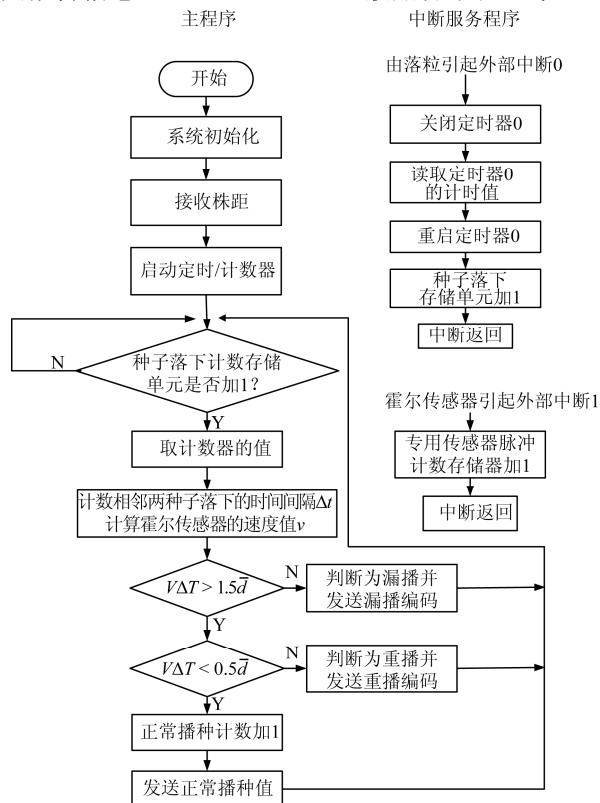 主程序
开始
系统初始化
接收株距
启动定时/计数器
N
种子落下计数存储
单元是否加1？
Y
取计数器的值
计数相邻两种子落下的时间间隔Δt
计算霍尔传感器的速度值v
VΔT > 1.5d̅
N
判断为漏播并
发送漏播编码
Y
VΔT < 0.5d̅
N
判断为重播并
发送重播编码
Y
正常播种计数加1
发送正常播种值
中断服务程序
由落粒引起外部中断0
关闭定时器0
读取定时器0
的计时值
重启定时器0
种子落下
存储单元加1
中断返回
霍尔传感器引起外部中断1
专用传感器脉冲
计数存储器加1
中断返回